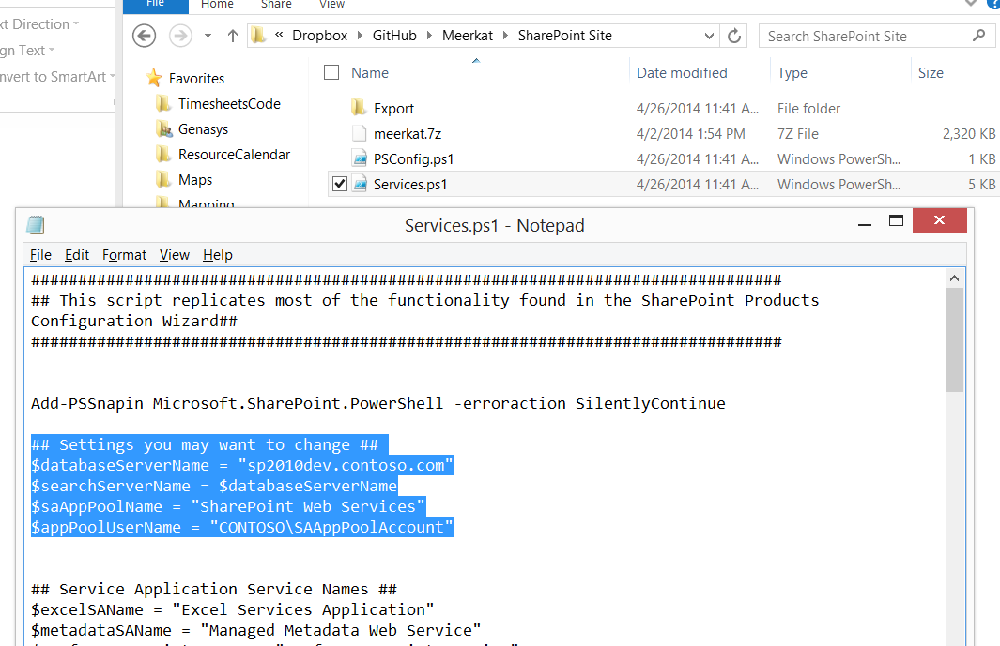 File Home Share View
xt Direction
gn Text
nvert to SmartArt
« Dropbox GitHub Meerkat SharePoint Site
Search SharePoint Site
Favorites
TimesheetsCode
Genasys
ResourceCalendar
Maps
Mapping
Name Date modified Type Size
Export 4/26/2014 11:41 A... File folder
meerkat.7z 4/2/2014 1:54 PM 7Z File 2,320 KB
PSConfig.ps1 4/26/2014 11:41 A... Windows PowerSh... 1 KB
Services.ps1 4/26/2014 11:41 A... Windows PowerSh... 5 KB
Services.ps1 - Notepad
File Edit Format View Help
################################################################################
## This script replicates most of the functionality found in the SharePoint Products
Configuration Wizard##
################################################################################
Add-PSSnapin Microsoft.SharePoint.PowerShell -erroraction SilentlyContinue
## Settings you may want to change ##
$databaseServerName = "sp2010dev.contoso.com"
$searchServerName = $databaseServerName
$saAppPoolName = "SharePoint Web Services"
$appPoolUserName = "CONTOSO\SAAppPoolAccount"
## Service Application Service Names ##
$excelSAName = "Excel Services Application"
$metadataSAName = "Managed Metadata Web Service"